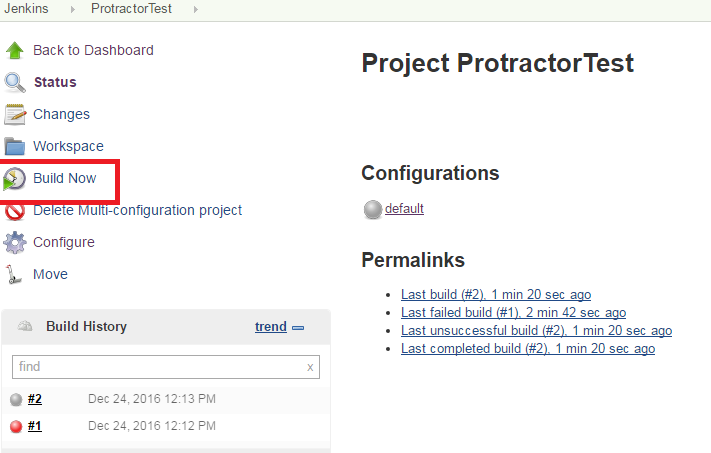 Jenkins ProtractorTest
Back to Dashboard
Status
Changes
Workspace
Build Now
Delete Multi-configuration project
Configure
Move
Build History trend
find x
#2 Dec 24, 2016 12:13 PM
#1 Dec 24, 2016 12:12 PM
Project ProtractorTest
Configurations
default
Permalinks
Last build (#2), 1 min 20 sec ago
Last failed build (#1), 2 min 42 sec ago
Last unsuccessful build (#2), 1 min 20 sec ago
Last completed build (#2), 1 min 20 sec ago